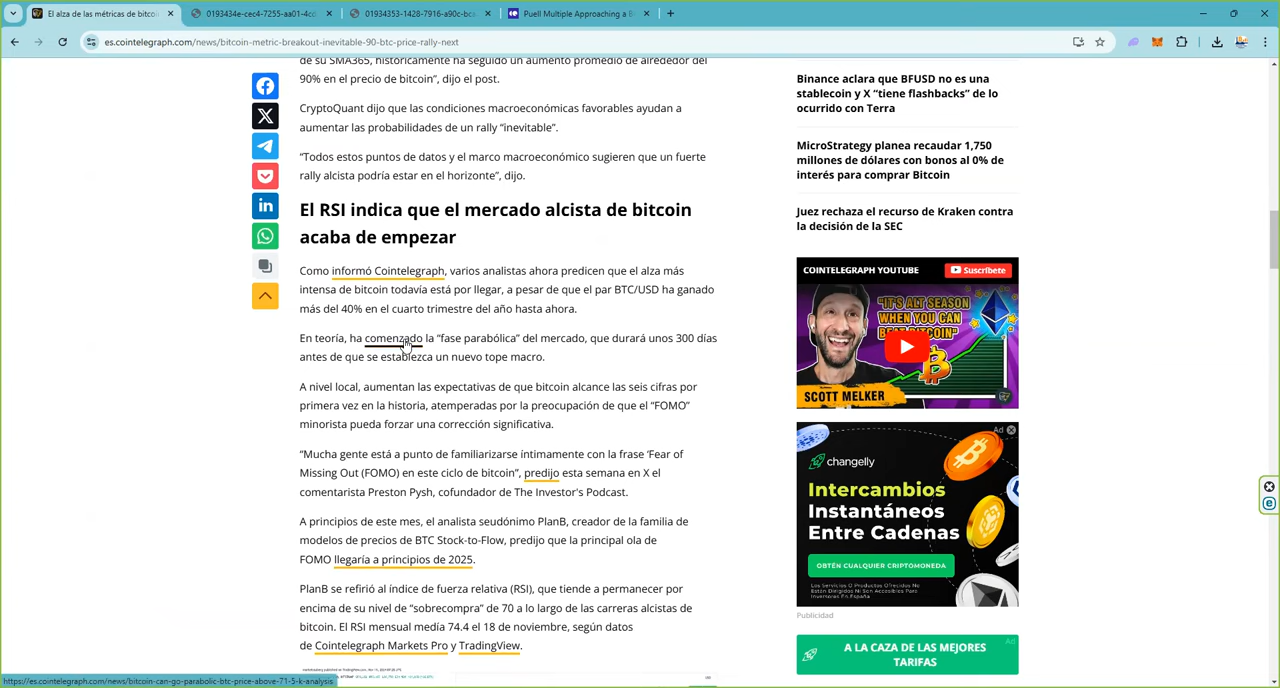 El alza de las métricas de bitcoi
0193434e-cec4-7255-aa01-4cd
01934353-1428-7916-a90c-bca
Puell Multiple Approaching a B
es.cointelegraph.com/news/bitcoin-metric-breakout-inevitable-90-btc-price-rally-next
de su SMA365, históricamente ha seguido un aumento promedio de alrededor del
90% en el precio de bitcoin”, dijo el post.
CryptoQuant dijo que las condiciones macroeconómicas favorables ayudan a
aumentar las probabilidades de un rally “inevitable”.
“Todos estos puntos de datos y el marco macroeconómico sugieren que un fuerte
rally alcista podría estar en el horizonte”, dijo.
El RSI indica que el mercado alcista de bitcoin
acaba de empezar
Como informó Cointelegraph, varios analistas ahora predicen que el alza más
intensa de bitcoin todavía está por llegar, a pesar de que el par BTC/USD ha ganado
más del 40% en el cuarto trimestre del año hasta ahora.
En teoría, ha comenzado la “fase parabólica” del mercado, que durará unos 300 días
antes de que se establezca un nuevo tope macro.
A nivel local, aumentan las expectativas de que bitcoin alcance las seis cifras por
primera vez en la historia, atemperadas por la preocupación de que el “FOMO”
minorista pueda forzar una corrección significativa.
“Mucha gente está a punto de familiarizarse íntimamente con la frase ‘Fear of
Missing Out (FOMO) en este ciclo de bitcoin”, predijo esta semana en X el
comentarista Preston Pysh, cofundador de The Investor's Podcast.
A principios de este mes, el analista seudónimo PlanB, creador de la familia de
modelos de precios de BTC Stock-to-Flow, predijo que la principal ola de
FOMO llegaría a principios de 2025.
PlanB se refirió al índice de fuerza relativa (RSI), que tiende a permanecer por
encima de su nivel de “sobrecompra” de 70 a lo largo de las carreras alcistas de
bitcoin. El RSI mensual medía 74.4 el 18 de noviembre, según datos
de Cointelegraph Markets Pro y TradingView.
https://es.cointelegraph.com/news/bitcoin-can-go-parabolic-btc-price-above-71-5-k-analysis
Binance aclara que BFUSD no es una
stablecoin y X “tiene flashbacks” de lo
ocurrido con Terra
MicroStrategy planea recaudar 1,750
millones de dólares con bonos al 0% de
interés para comprar Bitcoin
Juez rechaza el recurso de Kraken contra
la decisión de la SEC
COINTELEGRAPH YOUTUBE
Suscríbete
"IT'S ALT SEASON
WHEN YOU CAN
SCOTT MELKER
Ad
changelly
Intercambios
Instantáneos
Entre Cadenas
OBTÉN CUALQUIER CRIPTOMONEDA
Los Servicios O Productos Ofrecidos No
Están Dirigidos Ni Son Accesibles Para
Inversores En España
Publicidad
Ad
A LA CAZA DE LAS MEJORES
TARIFAS